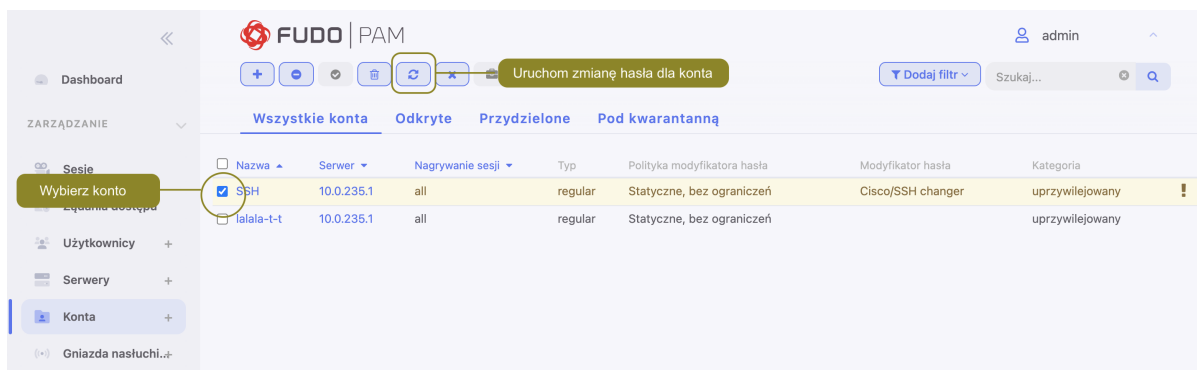 FUDO PAM
admin
Uruchom zmianę hasła dla konta
Dodaj filtr
Szukaj...
Dashboard
ZARZĄDZANIE
Sesje
Wybierz konto
Żądania dostępu
Użytkownicy +
Serwery +
Konta +
Gniazda nasłuchi...+
Wszystkie konta Odkryte Przydzielone Pod kwarantanną
Nazwa Serwer Nagrywanie sesji Typ Polityka modyfikatora hasła Modyfikator hasła Kategoria
SSH 10.0.235.1 all regular Statyczne, bez ograniczeń Cisco/SSH changer uprzywilejowany !
lalala-t-t 10.0.235.1 all regular Statyczne, bez ograniczeń uprzywilejowany